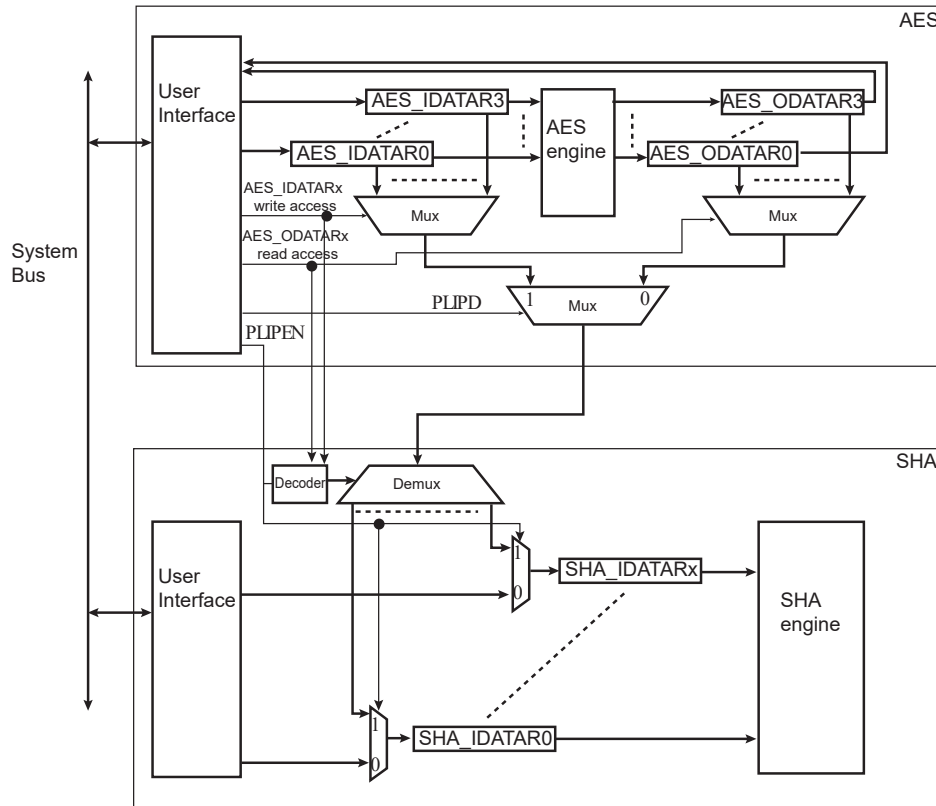 AES
User
Interface
AES_IDATAR3
AES_IDATAR0
AES
engine
AES_ODATAR3
AES_ODATAR0
AES_IDATARx
write access
Mux
Mux
AES_ODATARx
read access
System
Bus
1
Mux
0
PLIPD
PLIPEN
SHA
Decoder
Demux
1
0
User
Interface
SHA_IDATARx
SHA
engine
1
0
SHA_IDATAR0